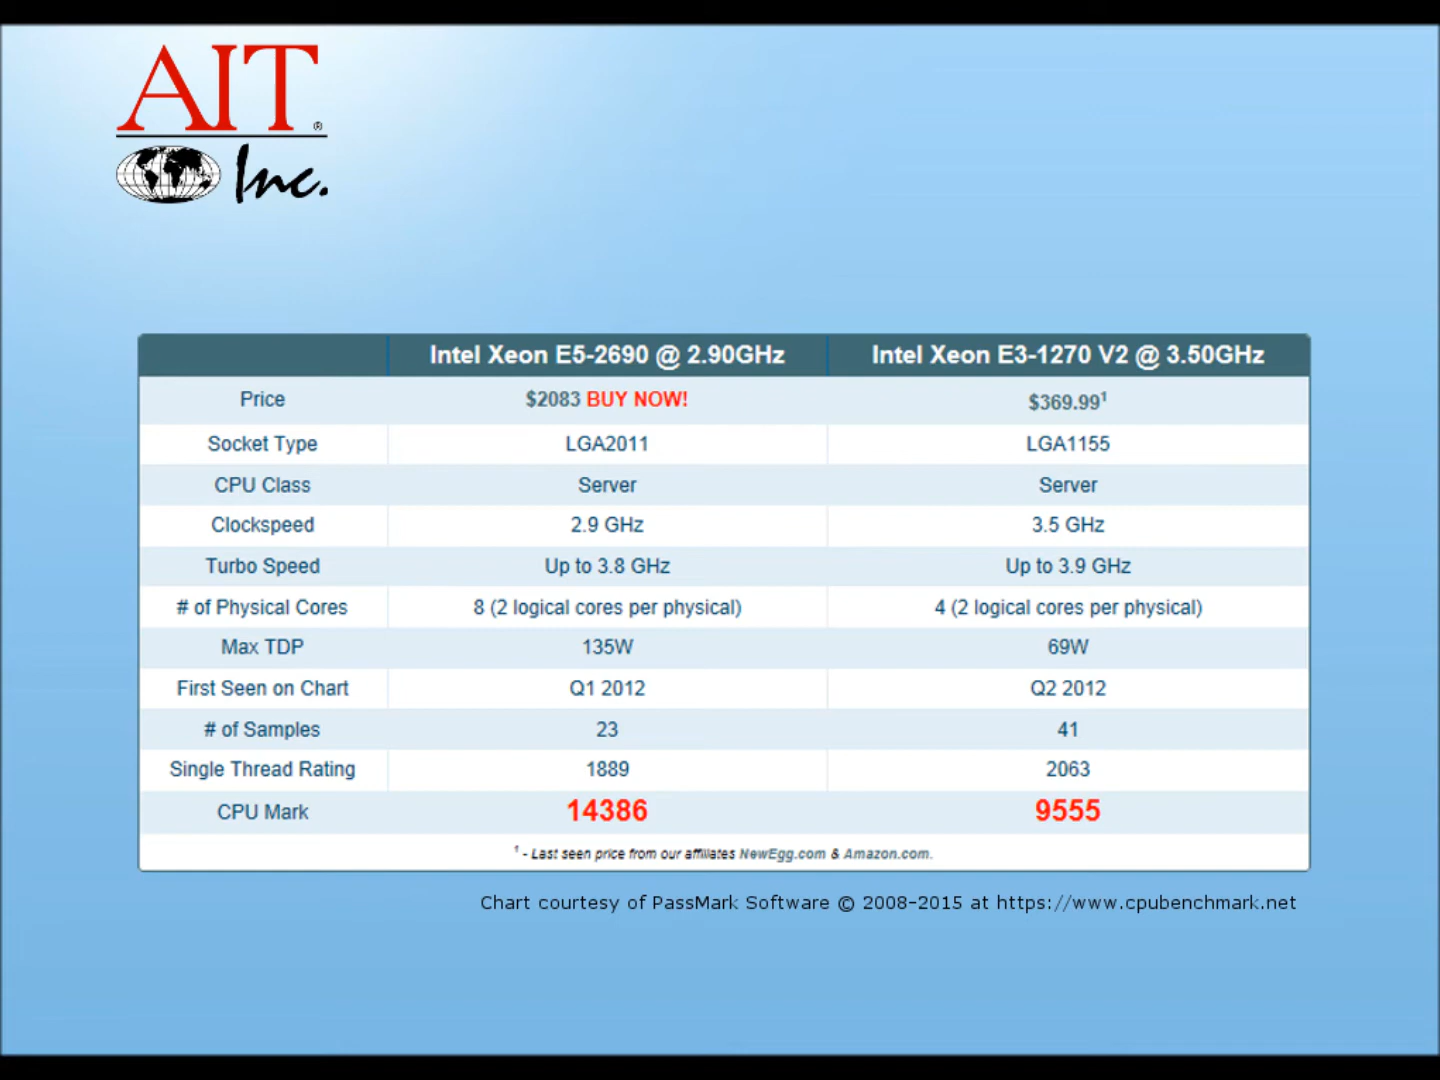 AIT®
Inc.
Intel Xeon E5-2690 @ 2.90GHz Intel Xeon E3-1270 V2 @ 3.50GHz
Price $2083 BUY NOW! $369.99¹
Socket Type LGA2011 LGA1155
CPU Class Server Server
Clockspeed 2.9 GHz 3.5 GHz
Turbo Speed Up to 3.8 GHz Up to 3.9 GHz
# of Physical Cores 8 (2 logical cores per physical) 4 (2 logical cores per physical)
Max TDP 135W 69W
First Seen on Chart Q1 2012 Q2 2012
# of Samples 23 41
Single Thread Rating 1889 2063
CPU Mark 14386 9555
¹ - Last seen price from our affiliates NewEgg.com & Amazon.com.
Chart courtesy of PassMark Software © 2008-2015 at https://www.cpubenchmark.net